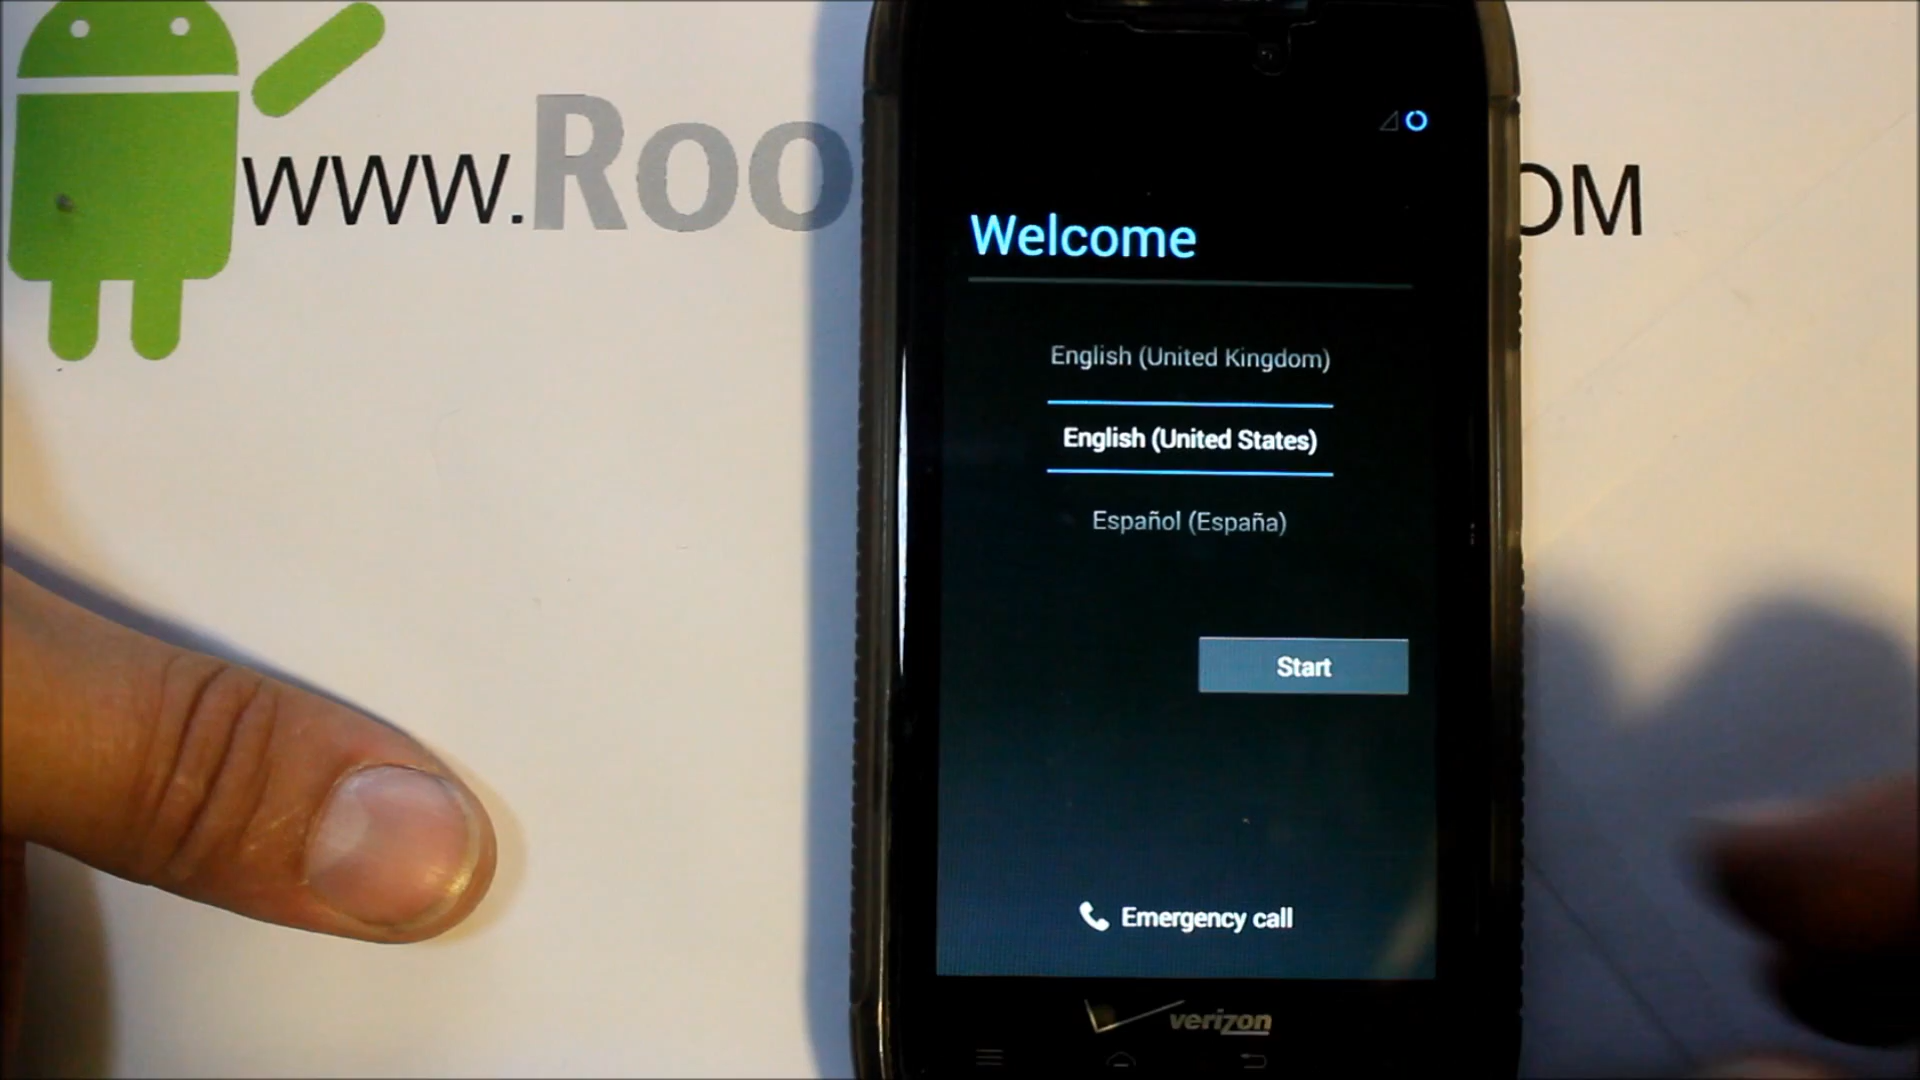 www.Roo
OM
Welcome
English (United Kingdom)
English (United States)
Español (España)
Start
Emergency call
verizon